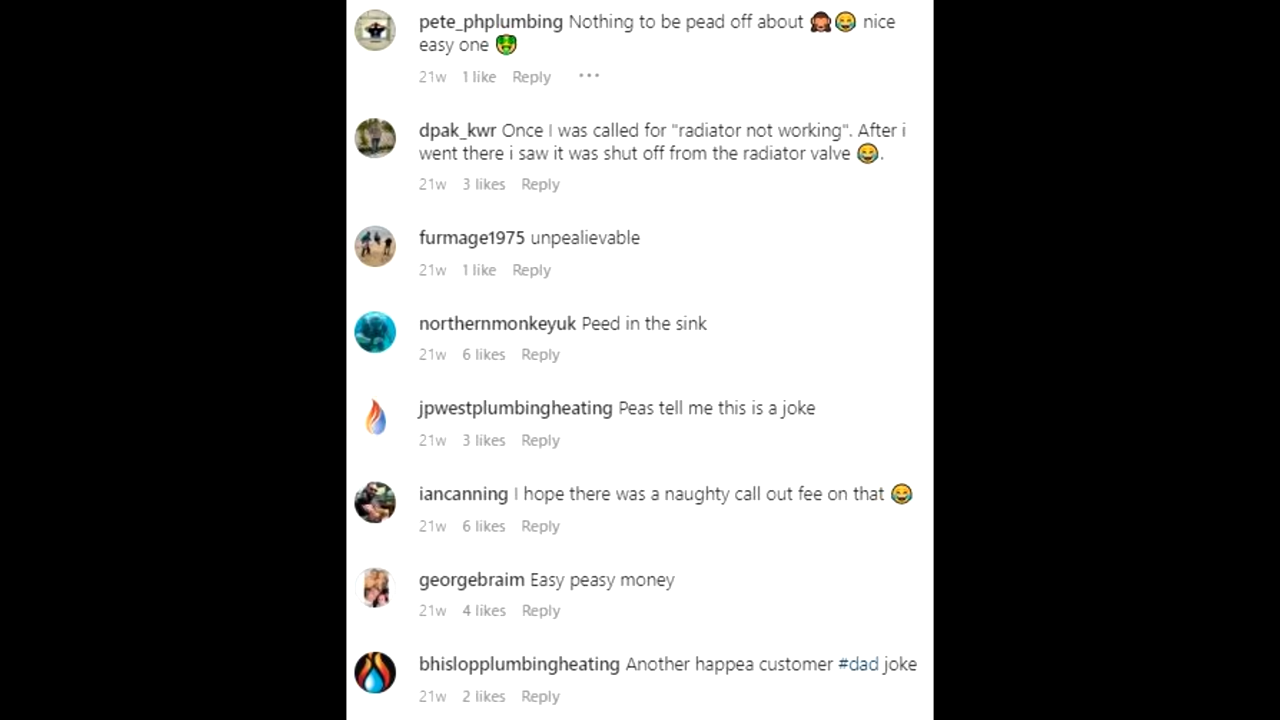 pete_phplumbing Nothing to be pead off about 🙊😂 nice
easy one 🤑
21w 1 like Reply ...
dpak_kwr Once I was called for "radiator not working". After i
went there i saw it was shut off from the radiator valve 😂.
21w 3 likes Reply
furmage1975 unpealievable
21w 1 like Reply
northernmonkeyuk Peed in the sink
21w 6 likes Reply
jpwestplumbingheating Peas tell me this is a joke
21w 3 likes Reply
iancanning I hope there was a naughty call out fee on that 😂
21w 6 likes Reply
georgebraim Easy peasy money
21w 4 likes Reply
bhislopplumbingheating Another happea customer #dad joke
21w 2 likes Reply